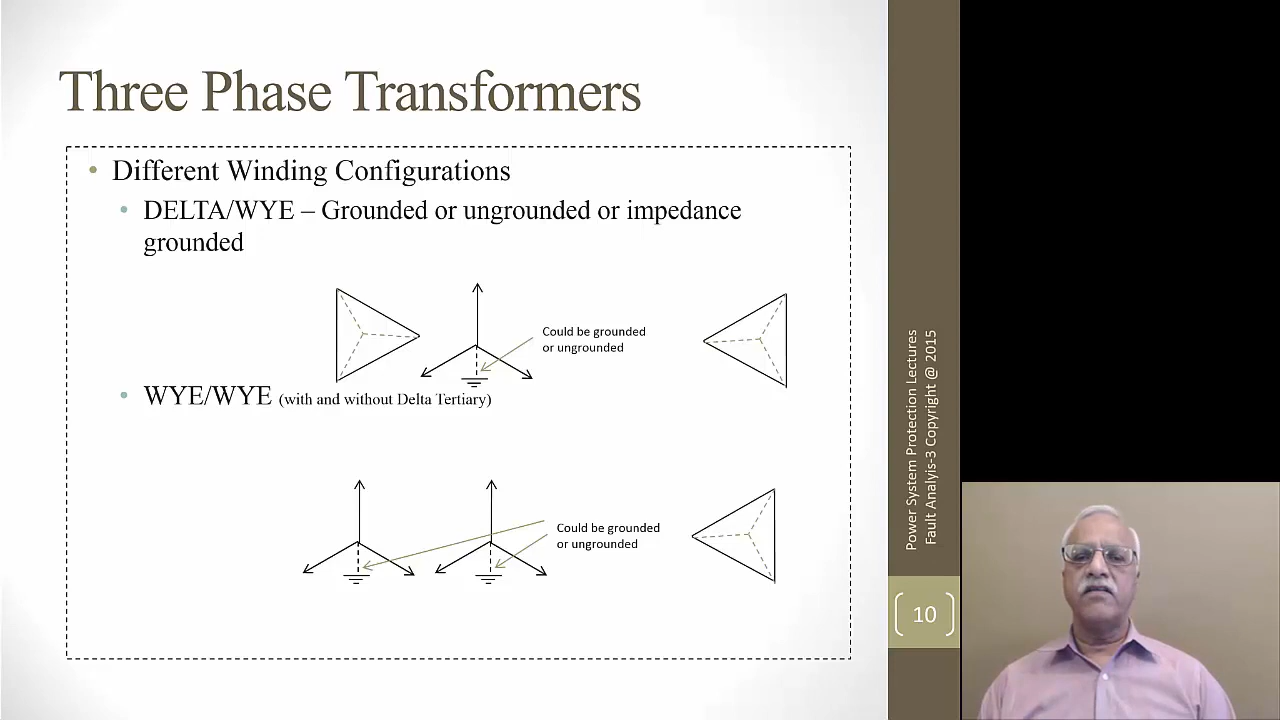 Three Phase Transformers
Different Winding Configurations
DELTA/WYE – Grounded or ungrounded or impedance
grounded
Could be grounded
or ungrounded
WYE/WYE (with and without Delta Tertiary)
Could be grounded
or ungrounded
Power System Protection Lectures
Fault Analyis-3 Copyright @ 2015
10